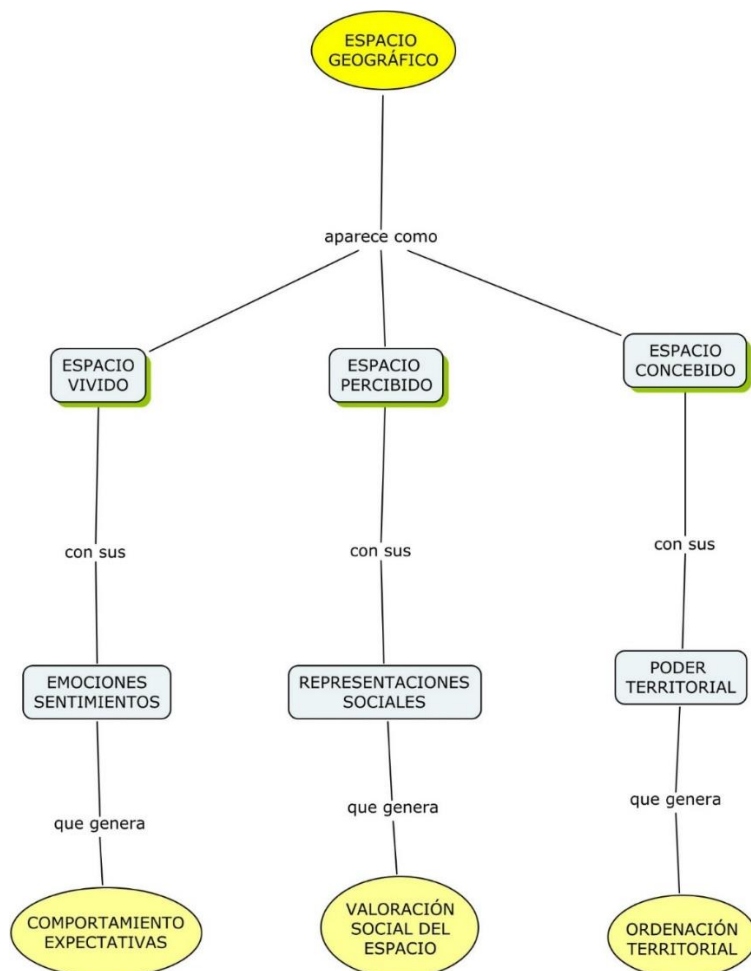 ESPACIO
GEOGRÁFICO
aparece como
ESPACIO
VIVIDO
ESPACIO
PERCIBIDO
ESPACIO
CONCEBIDO
con sus
con sus
con sus
EMOCIONES
SENTIMIENTOS
REPRESENTACIONES
SOCIALES
PODER
TERRITORIAL
que genera
que genera
que genera
COMPORTAMIENTO
EXPECTATIVAS
VALORACIÓN
SOCIAL DEL
ESPACIO
ORDENACIÓN
TERRITORIAL